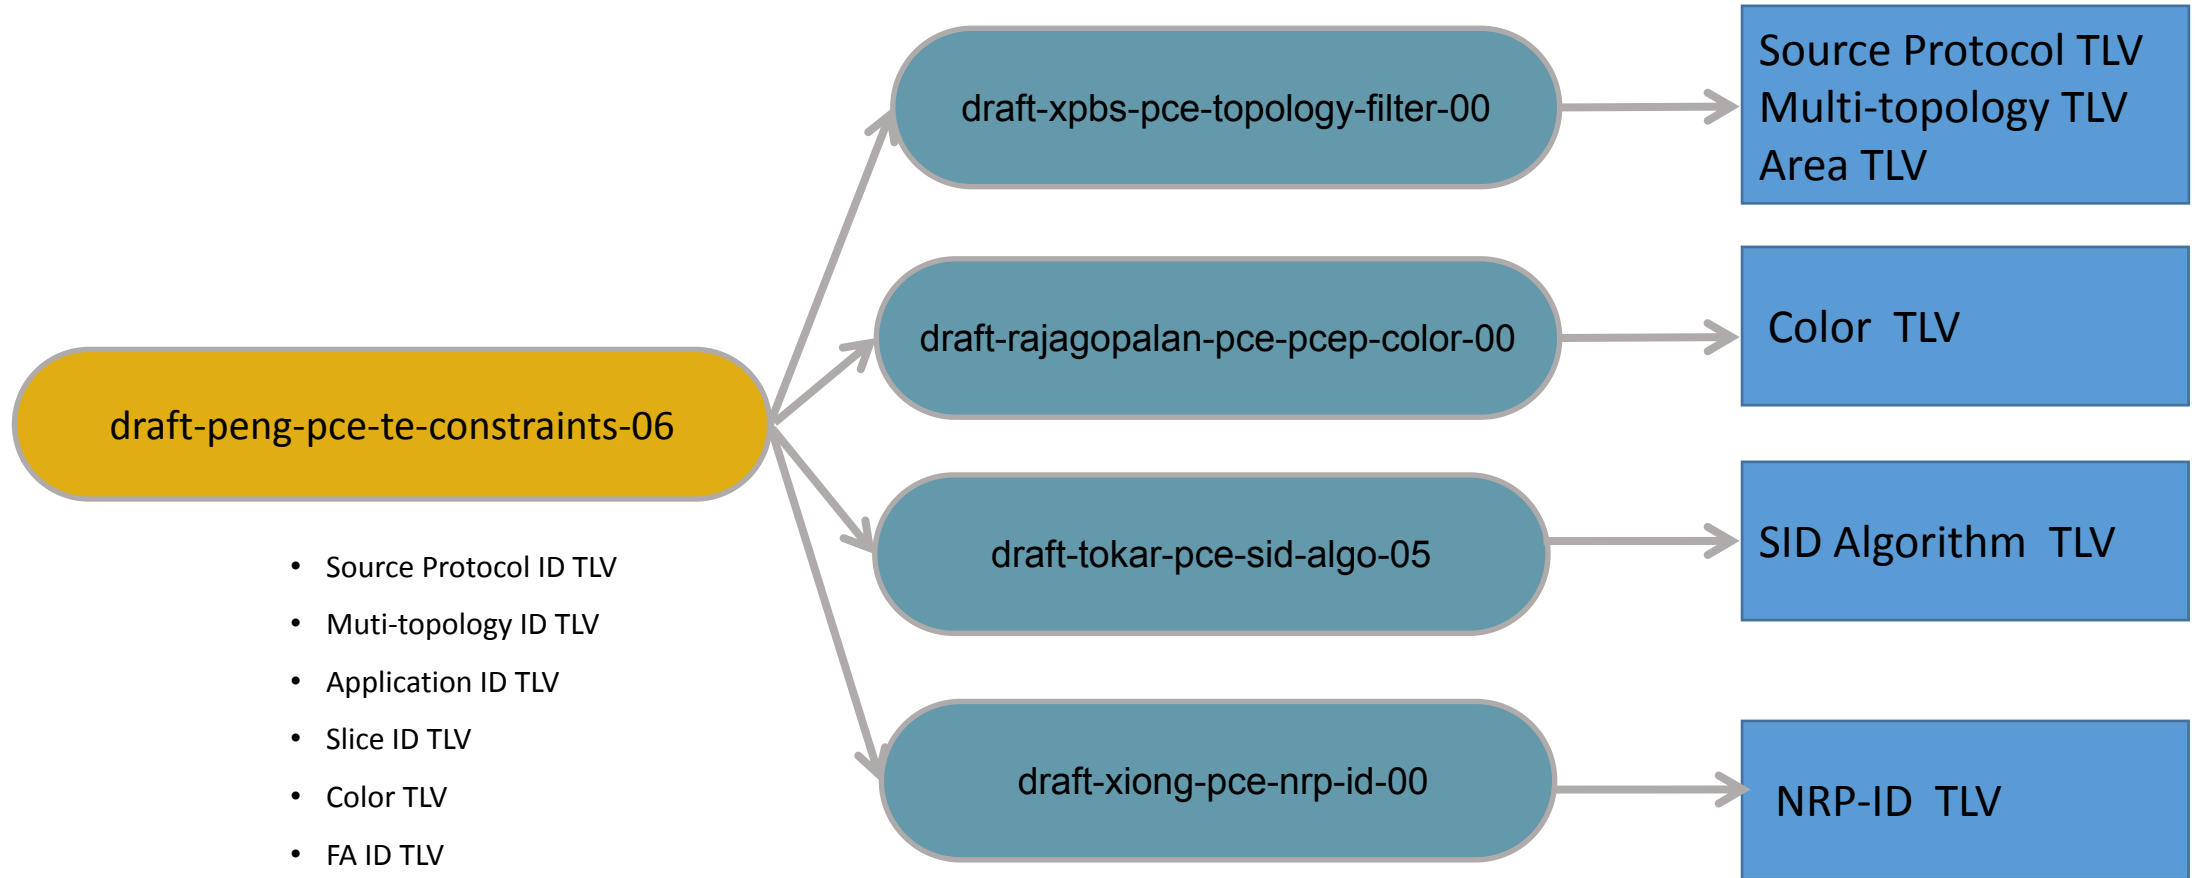 draft-peng-pce-te-constraints-06
• Source Protocol ID TLV
• Muti-topology ID TLV
• Application ID TLV
• Slice ID TLV
• Color TLV
• FA ID TLV
draft-xpbs-pce-topology-filter-00
draft-rajagopalan-pce-pcep-color-00
draft-tokar-pce-sid-algo-05
draft-xiong-pce-nrp-id-00
Source Protocol TLV
Multi-topology TLV
Area TLV
Color TLV
SID Algorithm TLV
NRP-ID TLV